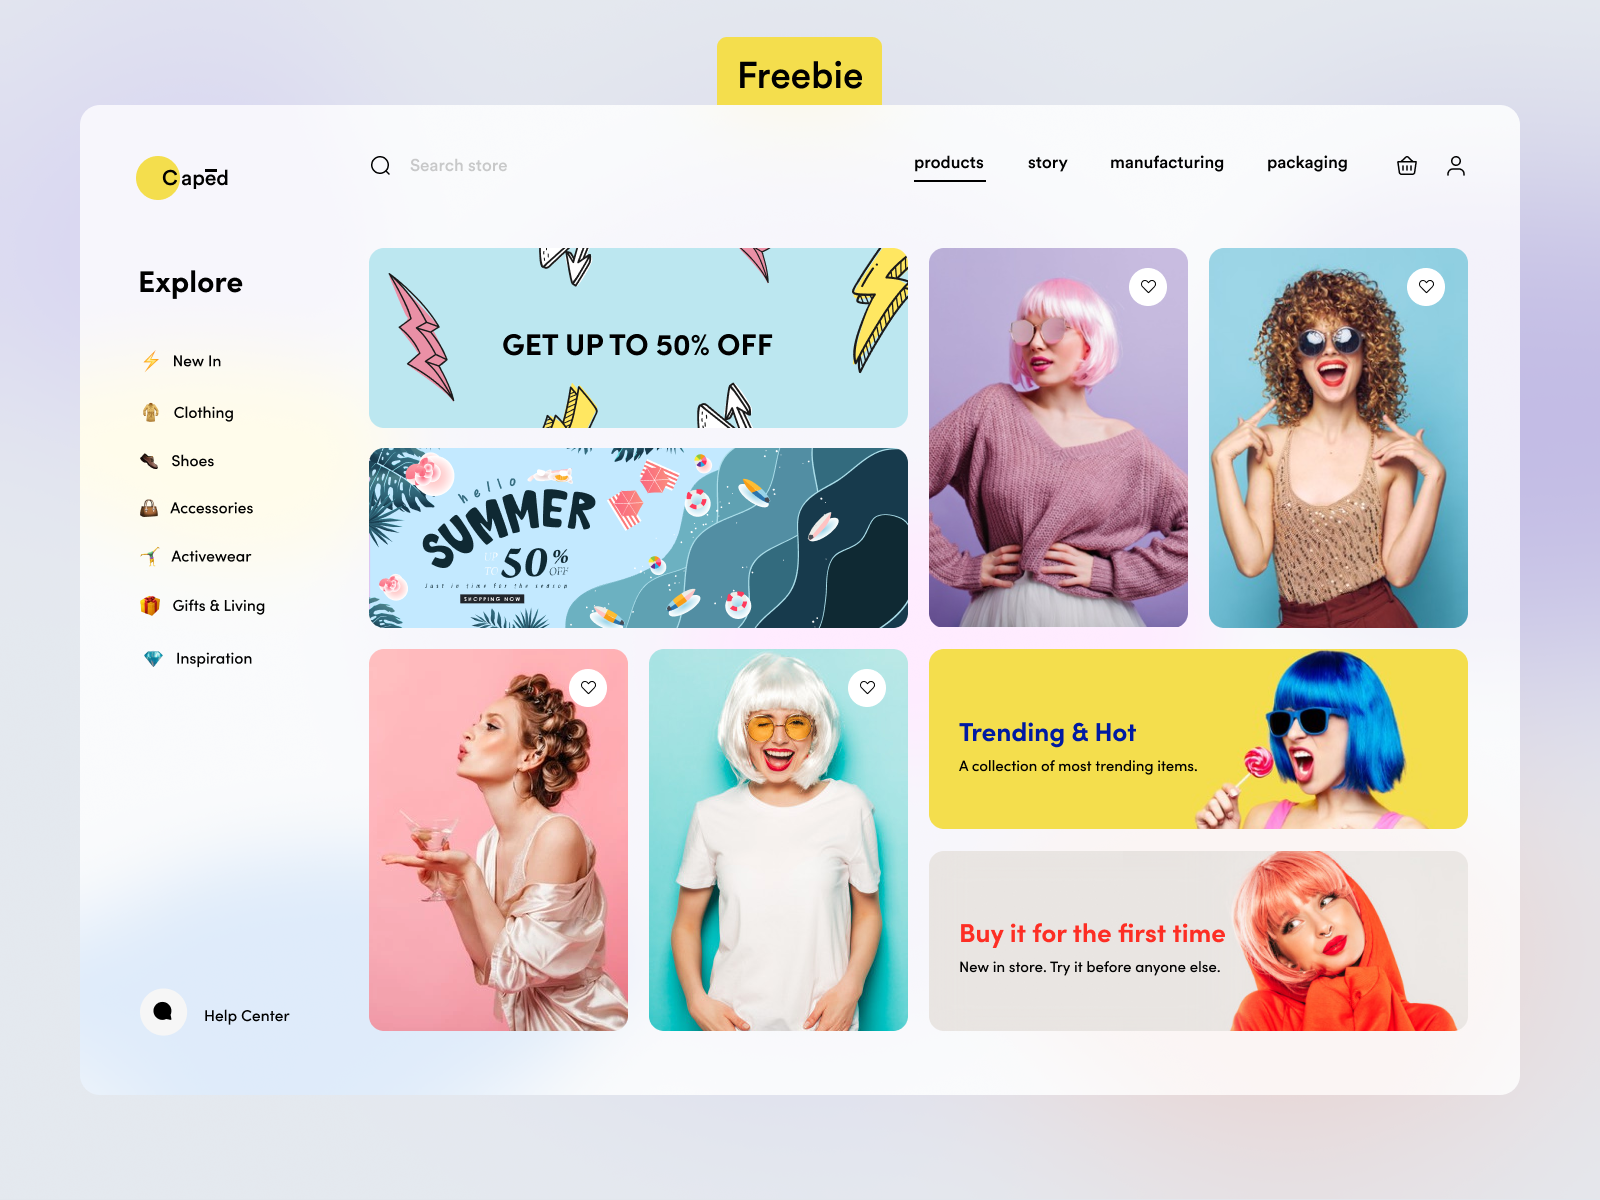 Freebie
Capēd
Search store
products
story
manufacturing
packaging
Explore
New In
Clothing
Shoes
Accessories
Activewear
Gifts & Living
Inspiration
Help Center
GET UP TO 50% OFF
hello
SUMMER
UP TO 50% OFF
Just in time for the season
SHOPPING NOW
Trending & Hot
A collection of most trending items.
Buy it for the first time
New in store. Try it before anyone else.